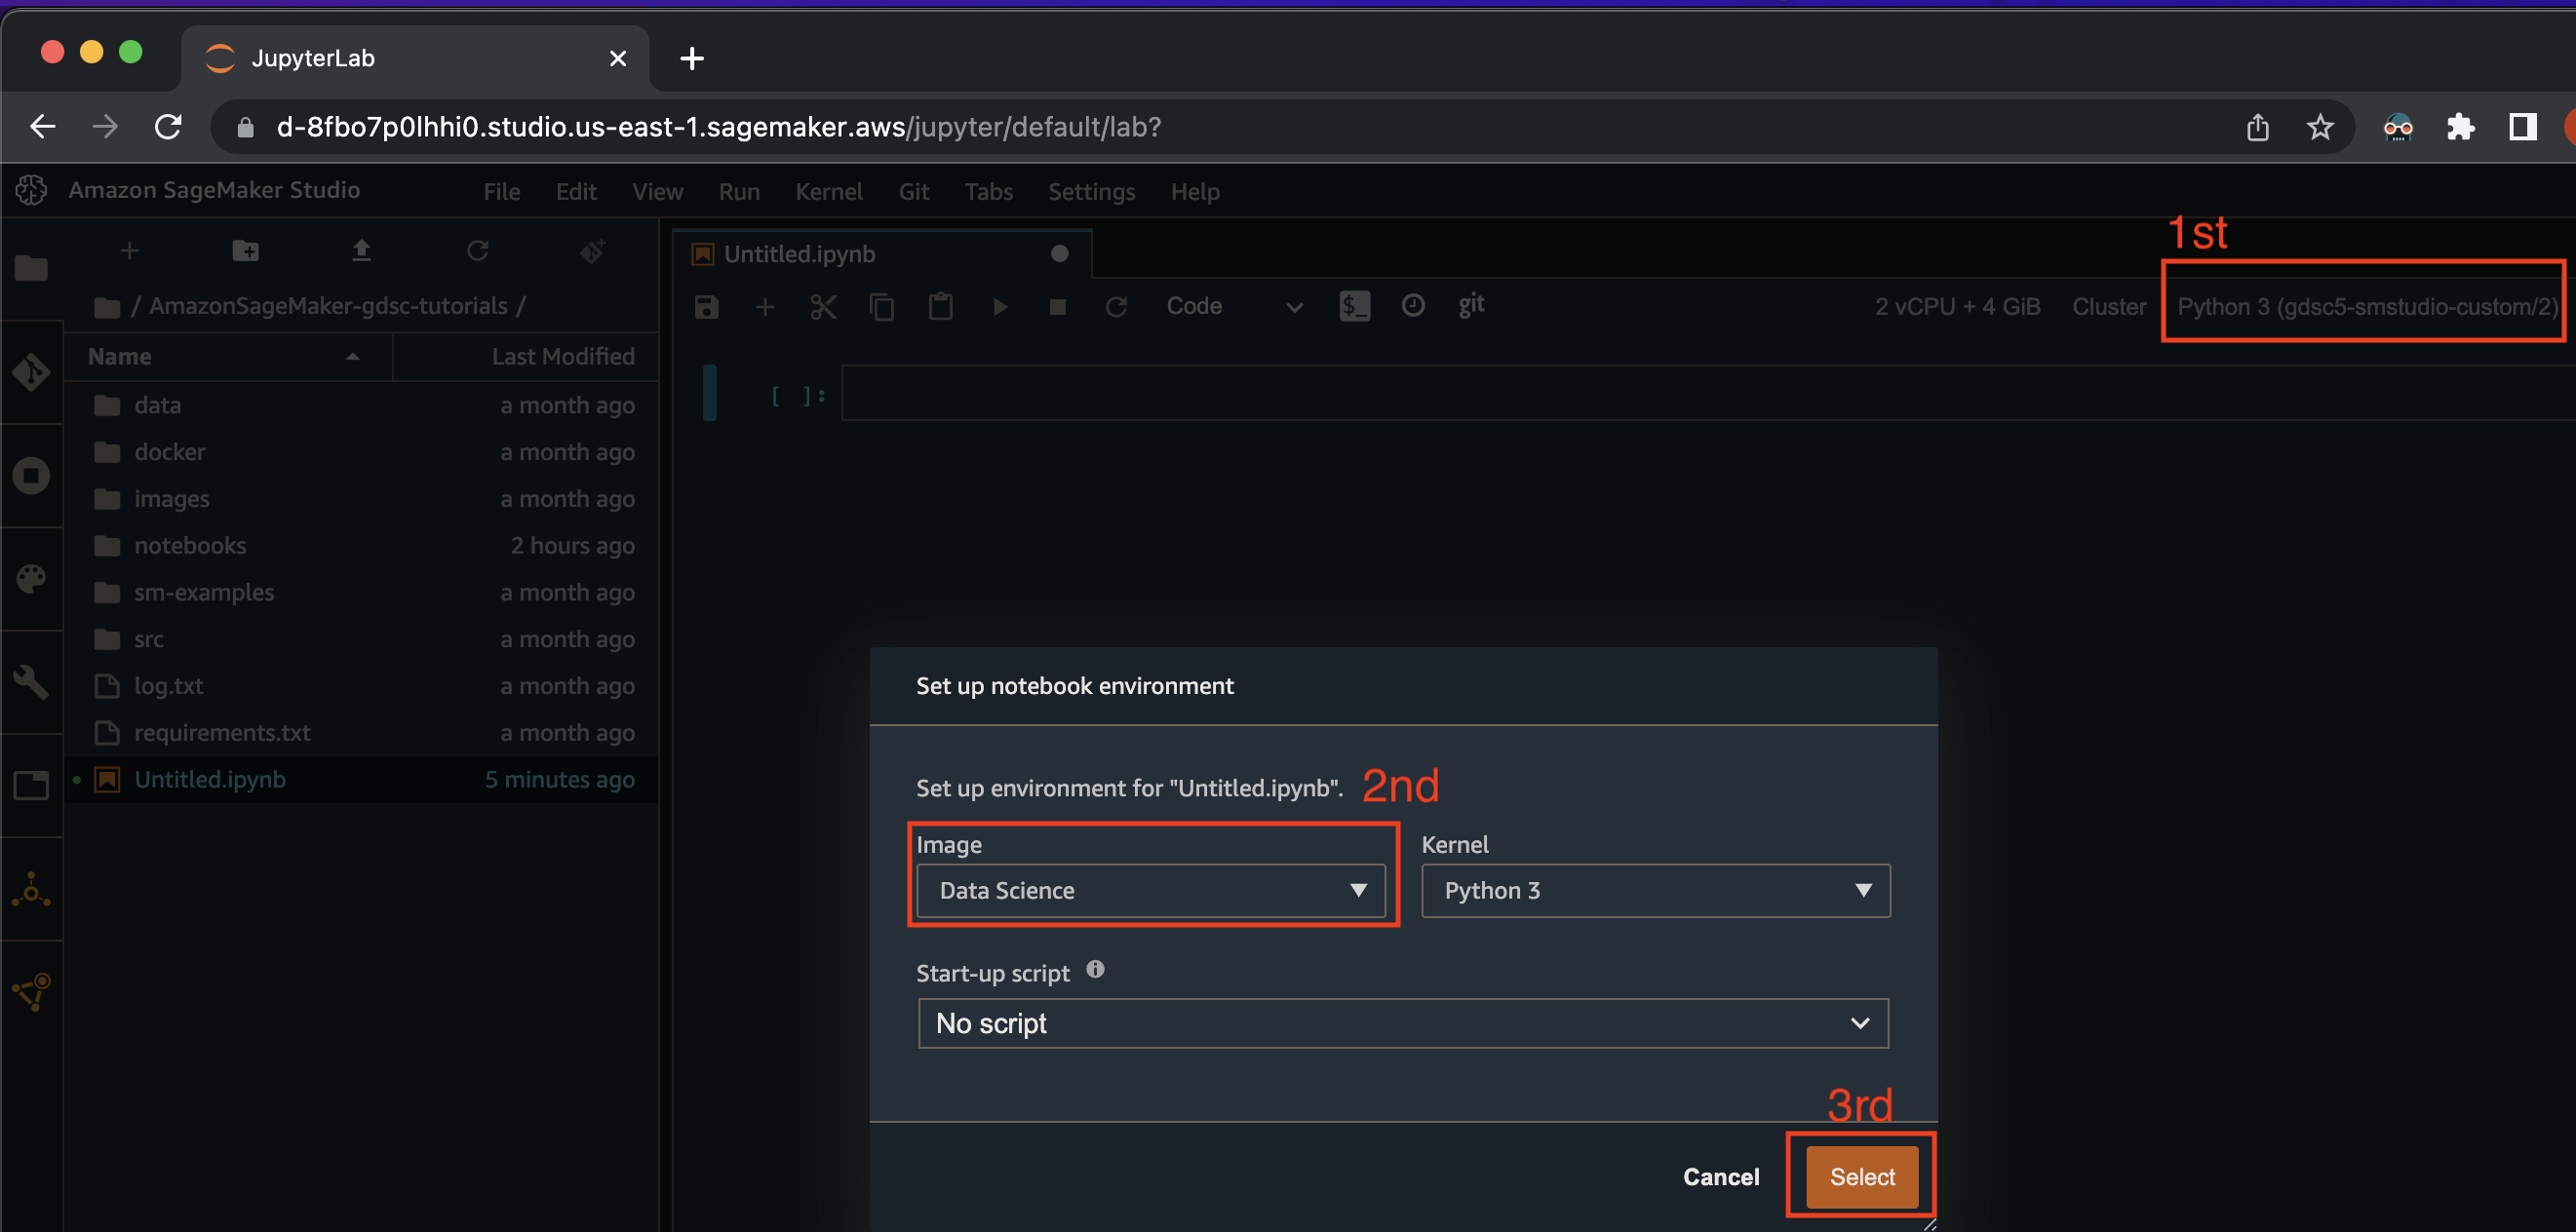 JupyterLab
d-8fbo7p0lhhi0.studio.us-east-1.sagemaker.aws/jupyter/default/lab?
Amazon SageMaker Studio File Edit View Run Kernel Git Tabs Settings Help
1st
Untitled.ipynb
/ AmazonSageMaker-gdsc-tutorials /
Code $_ git 2 vCPU + 4 GiB Cluster Python 3 (gdsc5-smstudio-custom/2)
Name Last Modified
[ ]:
data a month ago
docker a month ago
images a month ago
notebooks 2 hours ago
sm-examples a month ago
src a month ago
log.txt a month ago
requirements.txt a month ago
Untitled.ipynb 5 minutes ago
Set up notebook environment
Set up environment for "Untitled.ipynb". 2nd
Image Kernel
Data Science Python 3
Start-up script
No script
3rd
Cancel Select